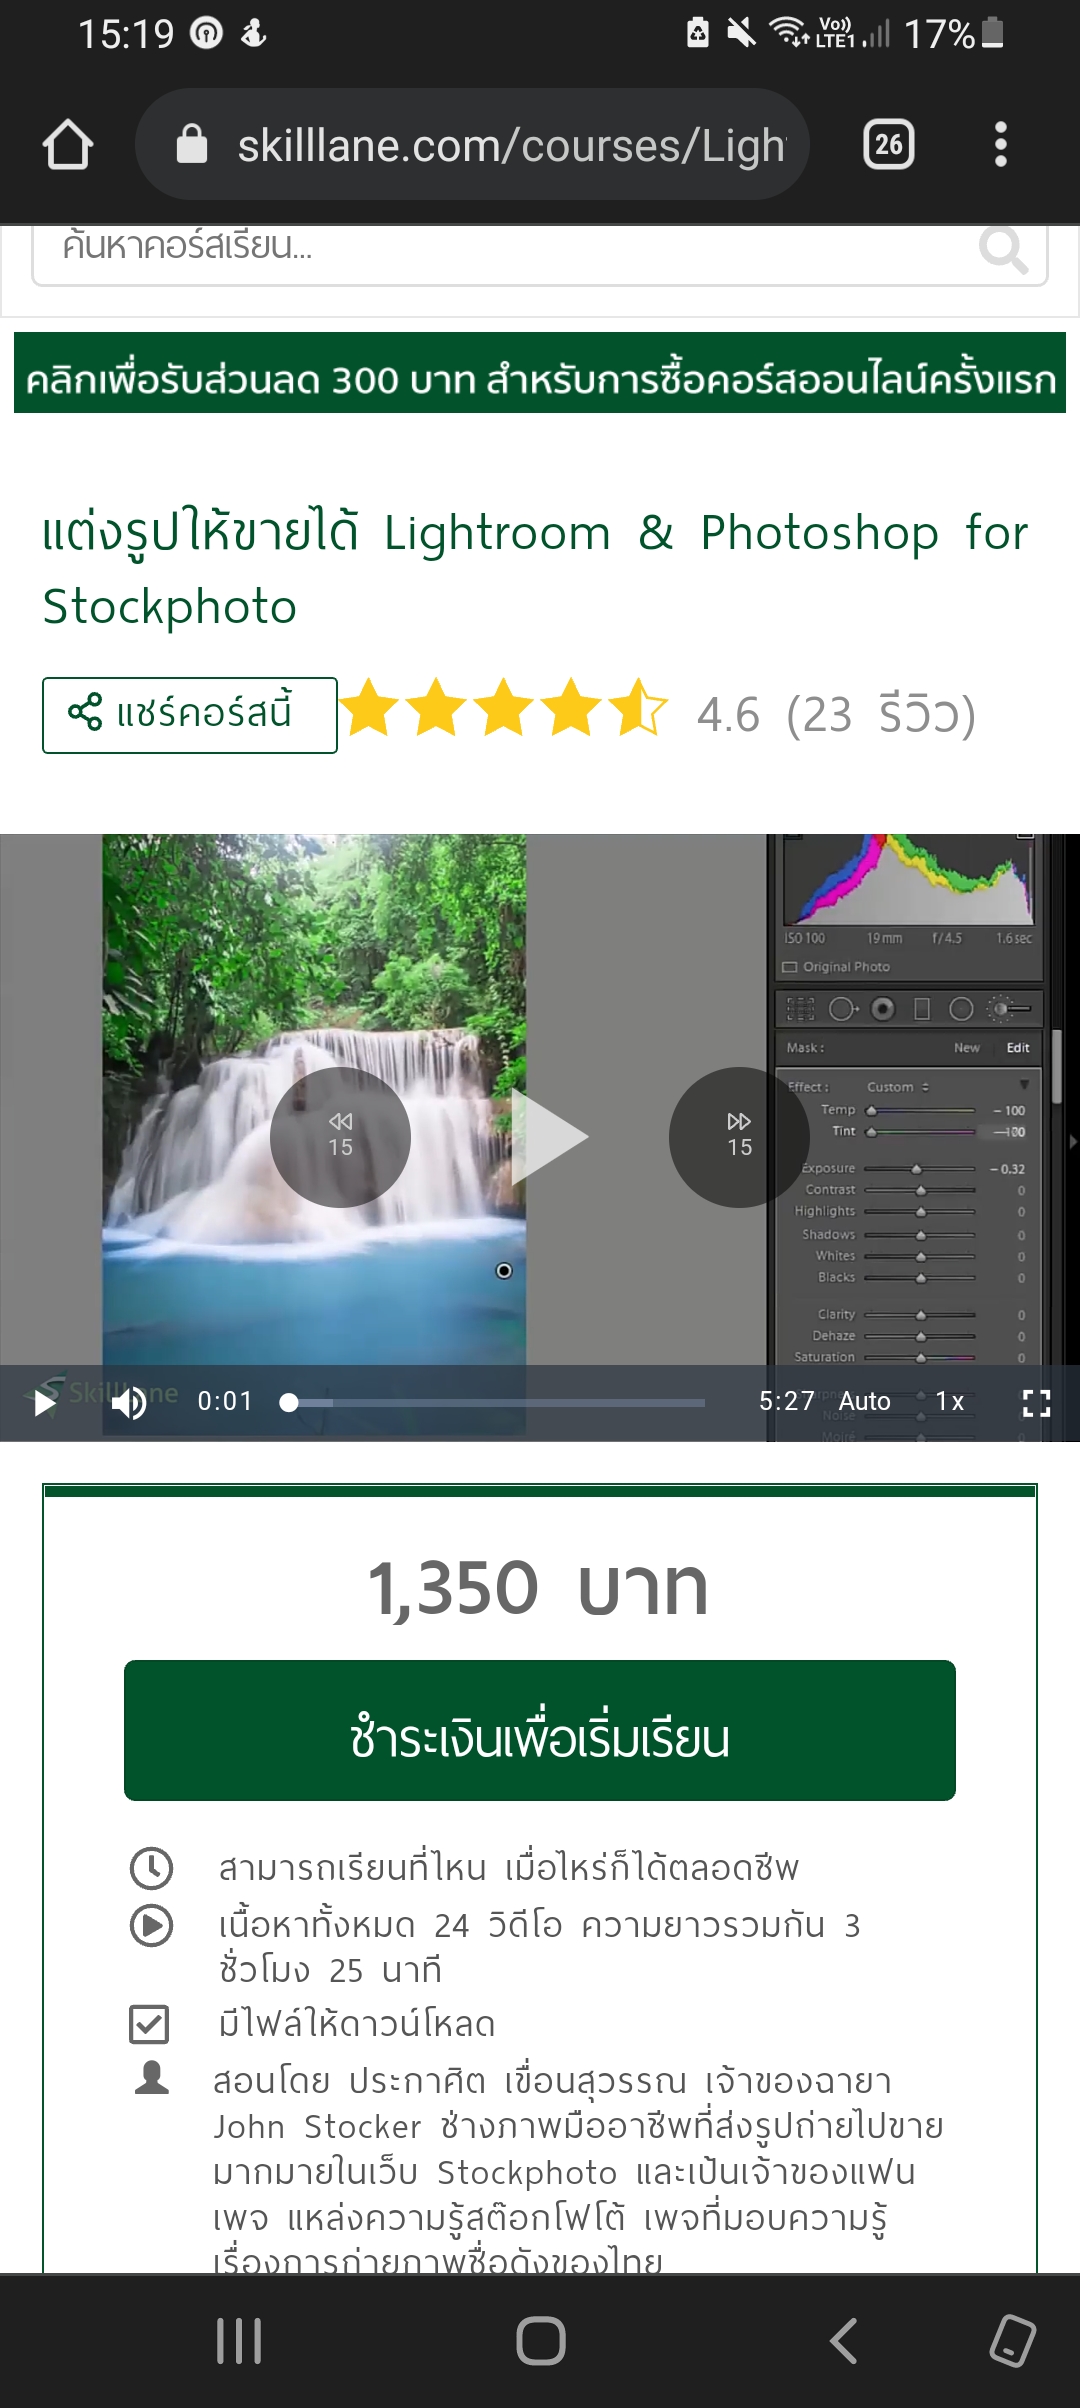 15:19
Vo)) LTE1 17%
skilllane.com/courses/Ligh
26
ค้นหาคอร์สเรียน...
คลิกเพื่อรับส่วนลด 300 บาท สำหรับการซื้อคอร์สออนไลน์ครั้งแรก
แต่งรูปให้ขายได้ Lightroom & Photoshop for
Stockphoto
แชร์คอร์สนี้
4.6 (23 รีวิว)
ISO 100 19 mm f/4.5 1.6 sec
Original Photo
Mask : New Edit
Effect : Custom
Temp -100
Tint -100
Exposure -0.32
Contrast 0
Highlights 0
Shadows 0
Whites 0
Blacks 0
Clarity 0
Dehaze 0
Saturation 0
Noise 0
Moiré 0
15
15
Skilllane
0:01 5:27 Auto 1x
1,350 บาท
ชำระเงินเพื่อเริ่มเรียน
สามารถเรียนที่ไหน เมื่อไหร่ก็ได้ตลอดชีพ
เนื้อหาทั้งหมด 24 วิดีโอ ความยาวรวมกัน 3
ชั่วโมง 25 นาที
มีไฟล์ให้ดาวน์โหลด
สอนโดย ประกาศิต เขื่อนสุวรรณ เจ้าของฉายา
John Stocker ช่างภาพมืออาชีพที่ส่งรูปถ่ายไปขาย
มากมายในเว็บ Stockphoto และเป้นเจ้าของแฟน
เพจ แหล่งความรู้สต๊อกโฟโต้ เพจที่มอบความรู้
เรื่องการถ่ายภาพชื่อดังของไทย